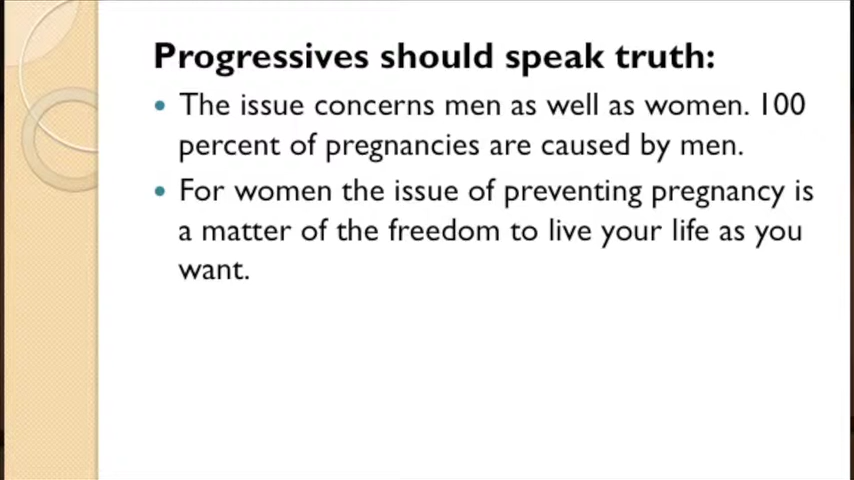 Progressives should speak truth:
• The issue concerns men as well as women. 100
percent of pregnancies are caused by men.
• For women the issue of preventing pregnancy is
a matter of the freedom to live your life as you
want.